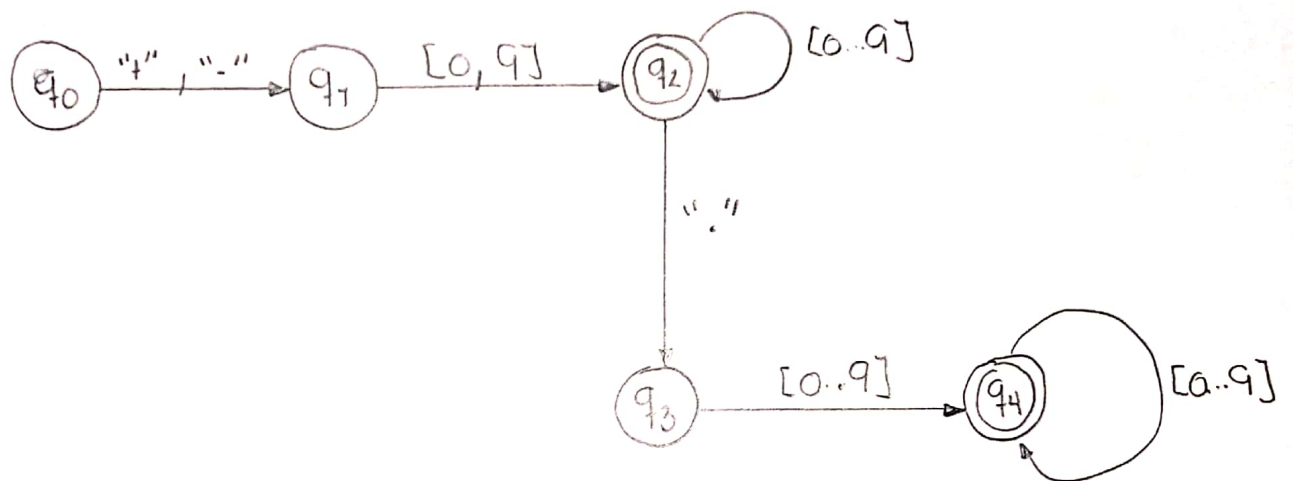 q0 "+" , "-" q1 [0,9] q2 [0..9]
"."
q3 [0..9] q4 [0..9]